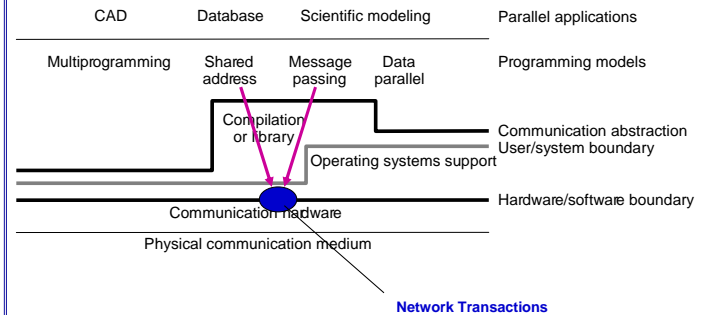 CAD Database Scientific modeling Parallel applications
Multiprogramming Shared address Message passing Data parallel Programming models
Compilation or library
Communication abstraction
User/system boundary
Operating systems support
Hardware/software boundary
Communication hardware
Physical communication medium
Network Transactions